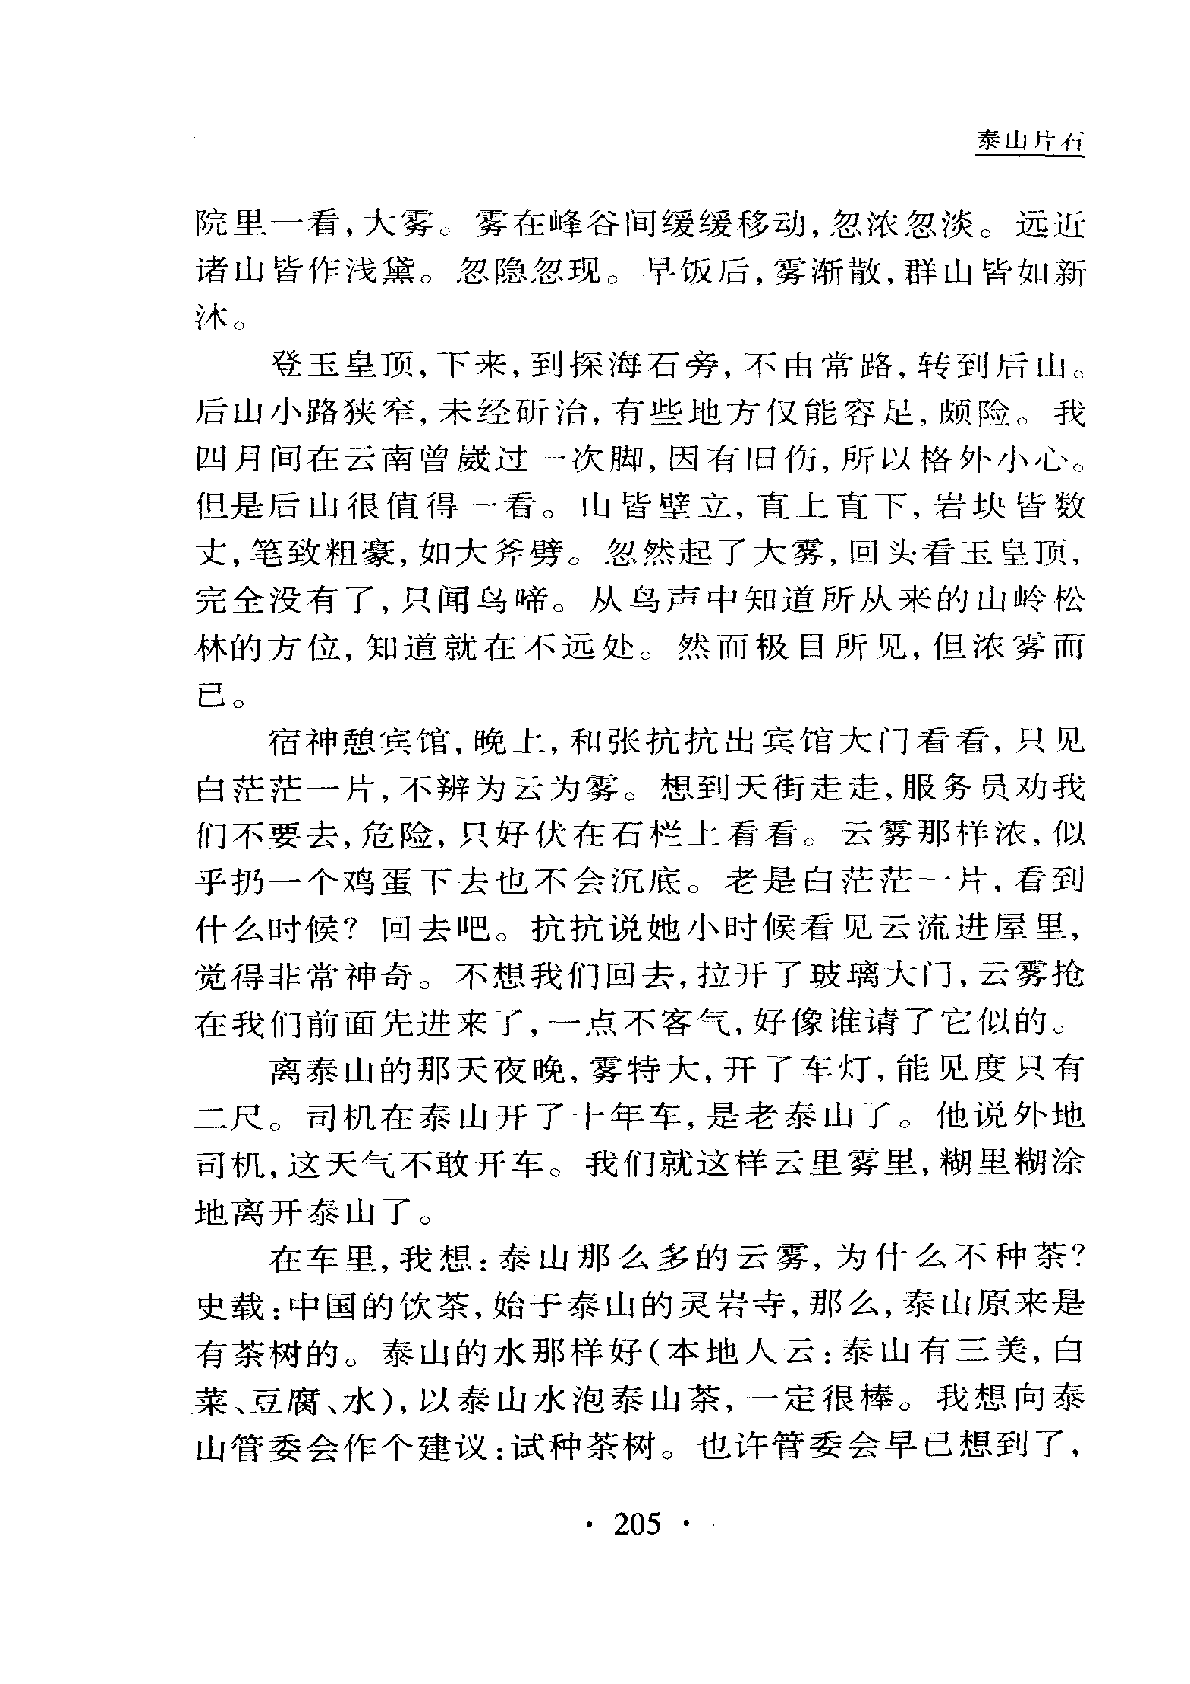 泰山片石
院里一看,大雾。雾在峰谷间缓缓移动,忽浓忽淡。远近
诸山皆作浅黛。忽隐忽现。早饭后,雾渐散,群山皆如新
沐。
登玉皇顶,下来,到探海石旁,不由常路,转到后山。
后山小路狭窄,未经斫治,有些地方仅能容足,颇险。我
四月间在云南曾崴过一次脚,因有旧伤,所以格外小心。
但是后山很值得一看。山皆壁立,直上直下,岩块皆数
丈,笔致粗豪,如大斧劈。忽然起了大雾,回头看玉皇顶,
完全没有了,只闻鸟啼。从鸟声中知道所从来的山岭松
林的方位,知道就在不远处。然而极目所见,但浓雾而
已。
宿神憩宾馆,晚上,和张抗抗出宾馆大门看看,只见
白茫茫一片,不辨为云为雾。想到天街走走,服务员劝我
们不要去,危险,只好伏在石栏上看看。云雾那样浓,似
乎扔一个鸡蛋下去也不会沉底。老是白茫茫一片,看到
什么时候?回去吧。抗抗说她小时候看见云流进屋里,
觉得非常神奇。不想我们回去,拉开了玻璃大门,云雾抢
在我们前面先进来了,一点不客气,好像谁请了它似的。
离泰山的那天夜晚,雾特大,开了车灯,能见度只有
二尺。司机在泰山开了十年车,是老泰山了。他说外地
司机,这天气不敢开车。我们就这样云里雾里,糊里糊涂
地离开泰山了。
在车里,我想:泰山那么多的云雾,为什么不种茶?
史载:中国的饮茶,始于泰山的灵岩寺,那么,泰山原来是
有茶树的。泰山的水那样好(本地人云:泰山有三美,白
菜、豆腐、水),以泰山水泡泰山茶,一定很棒。我想向泰
山管委会作个建议:试种茶树。也许管委会早已想到了,
· 205 ·